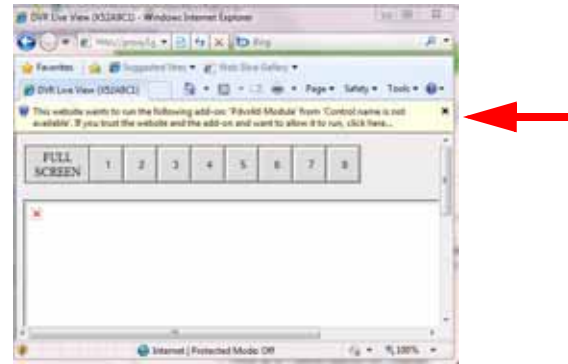 DVR Live View (X52ABC1) - Windows Internet Explorer
Bing
Favorites Suggested Sites Web Slice Gallery
DVR Live View (X52ABC1) Page Safety Tools
This website wants to run the following add-on: 'Module' from 'Control name is not
available'. If you trust the website and the add-on and want to allow it to run, click here...
FULL
SCREEN 1 2 3 4 5 6 7 8
Internet | Protected Mode: Off 100%